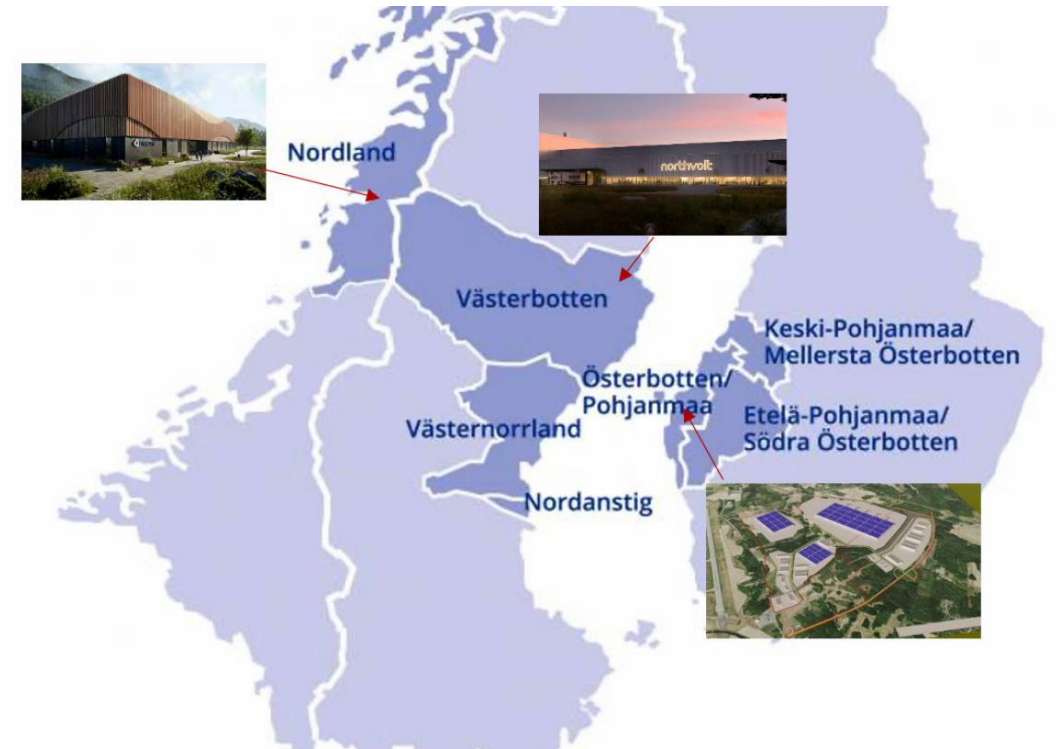 Nordland
northvolt
Västerbotten
Keski-Pohjanmaa/
Mellersta Österbotten
Österbotten/
Pohjanmaa
Etelä-Pohjanmaa/
Södra Österbotten
Västernorrland
Nordanstig